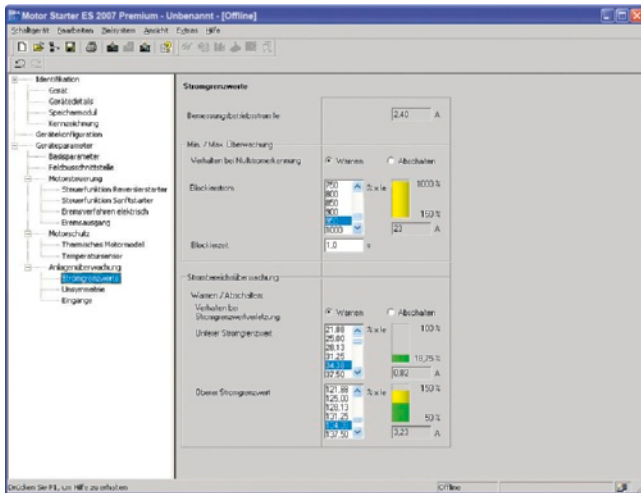 Motor Starter ES 2007 Premium - Unbenannt - [Offline]
Schaltgerät Bearbeiten Zielsystem Ansicht Extras Hilfe
Identifikation
Gerät
Gerätedetails
Speichermodul
Kennzeichnung
Gerätekonfiguration
Geräteparameter
Basisparameter
Feldbusschnittstelle
Motorsteuerung
Steuerfunktion Reversierstarter
Steuerfunktion Sanftstarter
Bremsverfahren elektrisch
Bremsausgang
Motorschutz
Thermisches Motormodel
Temperatursensor
Anlagenüberwachung
Stromgrenzwerte
Unsymmetrie
Eingänge
Stromgrenzwerte
Bemessungsbetriebsstrom Ie 2,40 A
Min. / Max. Überwachung
Verhalten bei Nullstromerkennung Warnen Abschalten
Blockierstrom
750
800
850
900
950
1000
% x Ie
1000 %
150 %
23 A
Blockierzeit 1,0 s
Strombereichsüberwachung
Warnen / Abschalten
Verhalten bei
Stromgrenzwertverletzung Warnen Abschalten
Unterer Stromgrenzwert
21,88
25,00
28,13
31,25
34,38
37,50
% x Ie
100 %
18,75 %
0,82 A
Oberer Stromgrenzwert
121,88
125,00
128,13
131,25
134,38
137,50
% x Ie
150 %
50 %
3,23 A
Drücken Sie F1, um Hilfe zu erhalten Offline